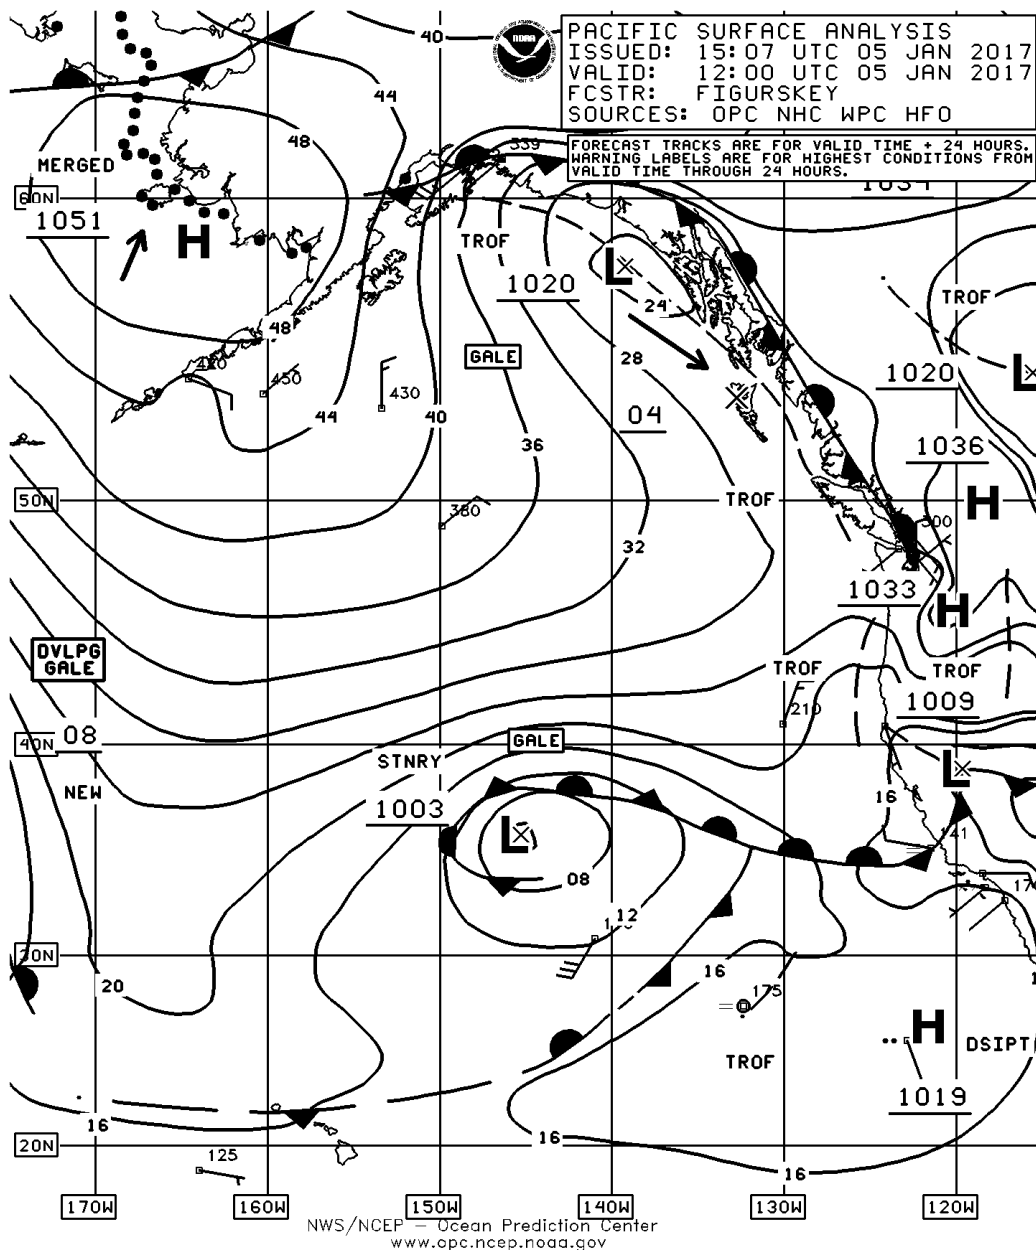 PACIFIC SURFACE ANALYSIS
ISSUED: 15:07 UTC 05 JAN 2017
VALID: 12:00 UTC 05 JAN 2017
FCSTR: FIGURSKEY
SOURCES: OPC NHC WPC HFO
FORECAST TRACKS ARE FOR VALID TIME + 24 HOURS.
WARNING LABELS ARE FOR HIGHEST CONDITIONS FROM
VALID TIME THROUGH 24 HOURS.
NOAA
40
44
48
339
MERGED
1034
60N
1051
H
TROF
L
1020
24
TROF
48
28
GALE
L
420
450
430
1020
44
40
04
36
1036
50N
380
TROF
H
500
32
1033
H
DVLPG
GALE
TROF
TROF
210
1009
08
40N
GALE
STNRY
L
NEW
16
1003
L
141
08
12
30N
16
20
175
H
TROF
DSIPT
1019
16
16
20N
125
16
170W
160W
150W
140W
130W
120W
NWS/NCEP – Ocean Prediction Center
www.opc.ncep.noaa.gov